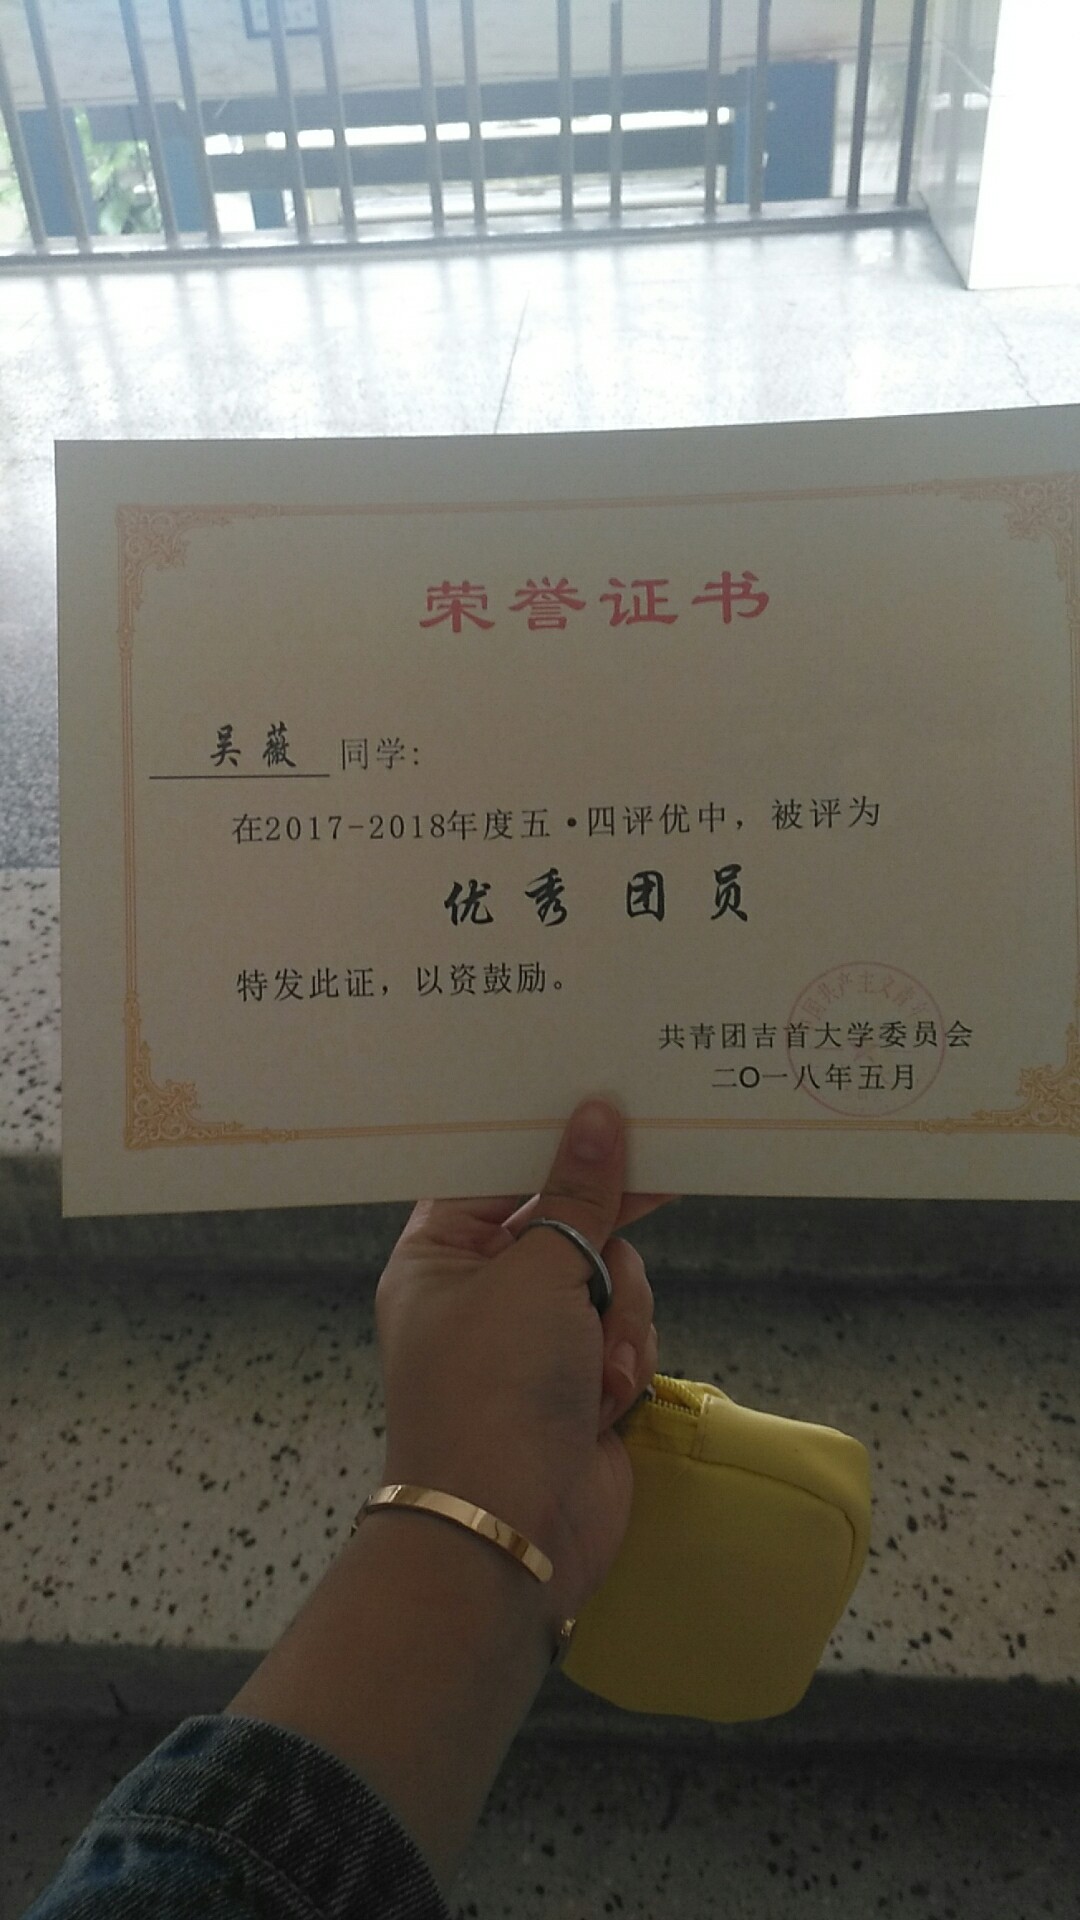 荣誉证书
吴薇 同学:
在2017-2018年度五·四评优中，被评为
优秀团员
特发此证，以资鼓励。
共青团吉首大学委员会
二〇一八年五月